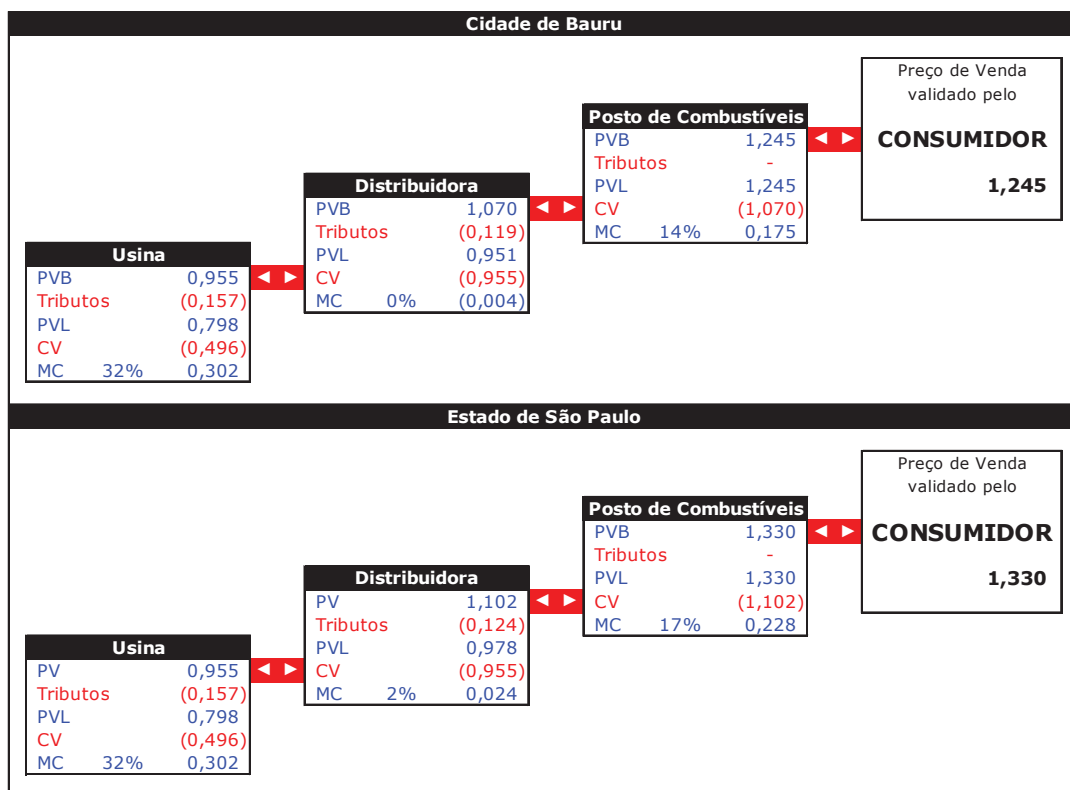 Cidade de Bauru
Preço de Venda
validado pelo
CONSUMIDOR
1,245
Posto de Combustíveis
PVB 1,245
Tributos -
PVL 1,245
CV (1,070)
MC 14% 0,175
Distribuidora
PVB 1,070
Tributos (0,119)
PVL 0,951
CV (0,955)
MC 0% (0,004)
Usina
PVB 0,955
Tributos (0,157)
PVL 0,798
CV (0,496)
MC 32% 0,302
Estado de São Paulo
Preço de Venda
validado pelo
CONSUMIDOR
1,330
Posto de Combustíveis
PVB 1,330
Tributos -
PVL 1,330
CV (1,102)
MC 17% 0,228
Distribuidora
PV 1,102
Tributos (0,124)
PVL 0,978
CV (0,955)
MC 2% 0,024
Usina
PV 0,955
Tributos (0,157)
PVL 0,798
CV (0,496)
MC 32% 0,302